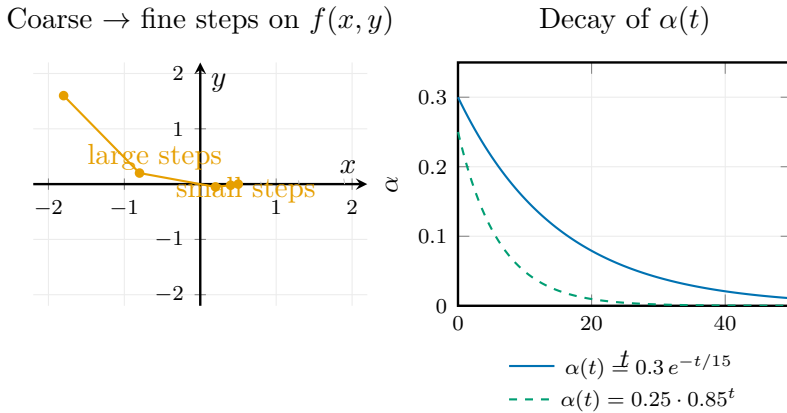 Coarse → fine steps on f(x, y)
2
1
−1
−2
−2
−1
1
2
x
y
large steps
small steps
Decay of α(t)
0.3
0.2
0.1
0
0
20
40
α
t
α(t) = 0.3 e^{−t/15}
α(t) = 0.25 · 0.85^t